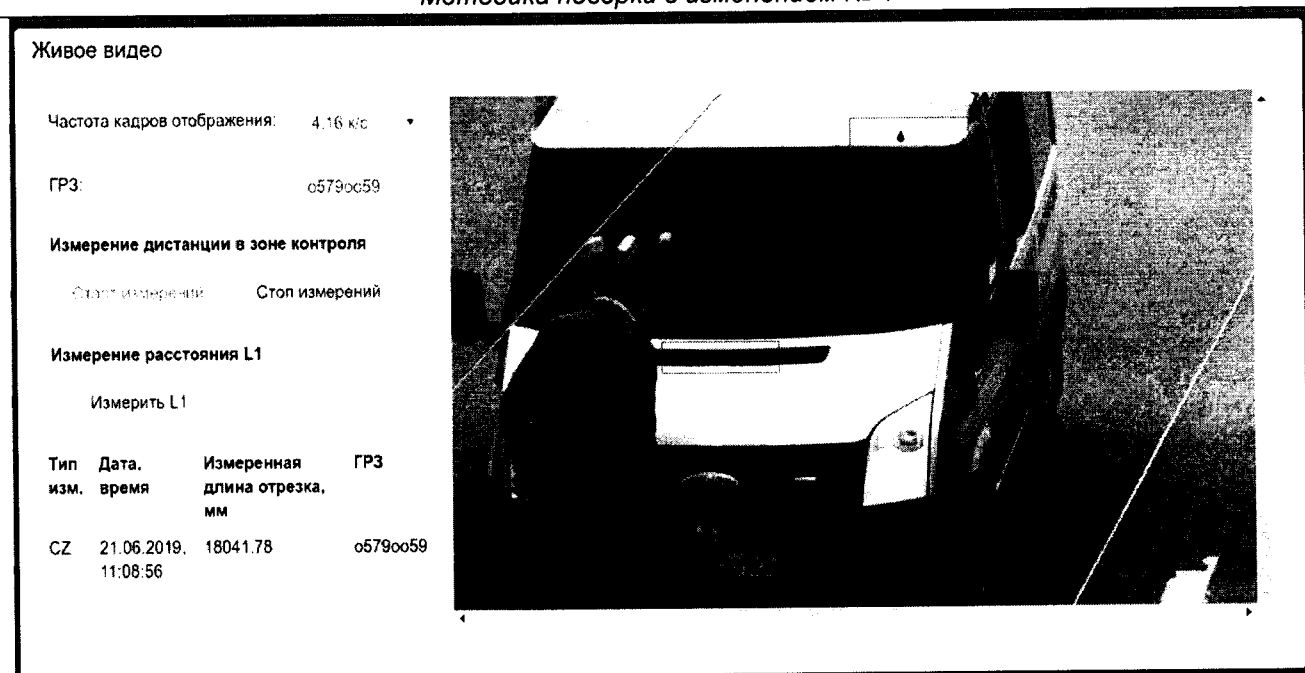 Живое видео
Частота кадров отображения: 4.16 к/с
ГРЗ: о579оо59
Измерение дистанции в зоне контроля
Старт измерений Стоп измерений
Измерение расстояния L1
Измерить L1
Тип Дата, Измеренная ГРЗ
изм. время длина отрезка,
мм
CZ 21.06.2019, 18041.78 о579оо59
11:08:56